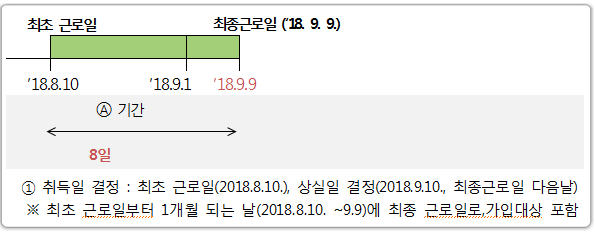 최초 근로일 최종근로일 ('18. 9. 9.)
'18.8.10 '18.9.1 '18.9.9
Ⓐ 기간
8일
① 취득일 결정 : 최초 근로일(2018.8.10.), 상실일 결정(2018.9.10., 최종근로일 다음날)
※ 최초 근로일부터 1개월 되는 날(2018.8.10. ~9.9)에 최종 근로일로,가입대상 포함